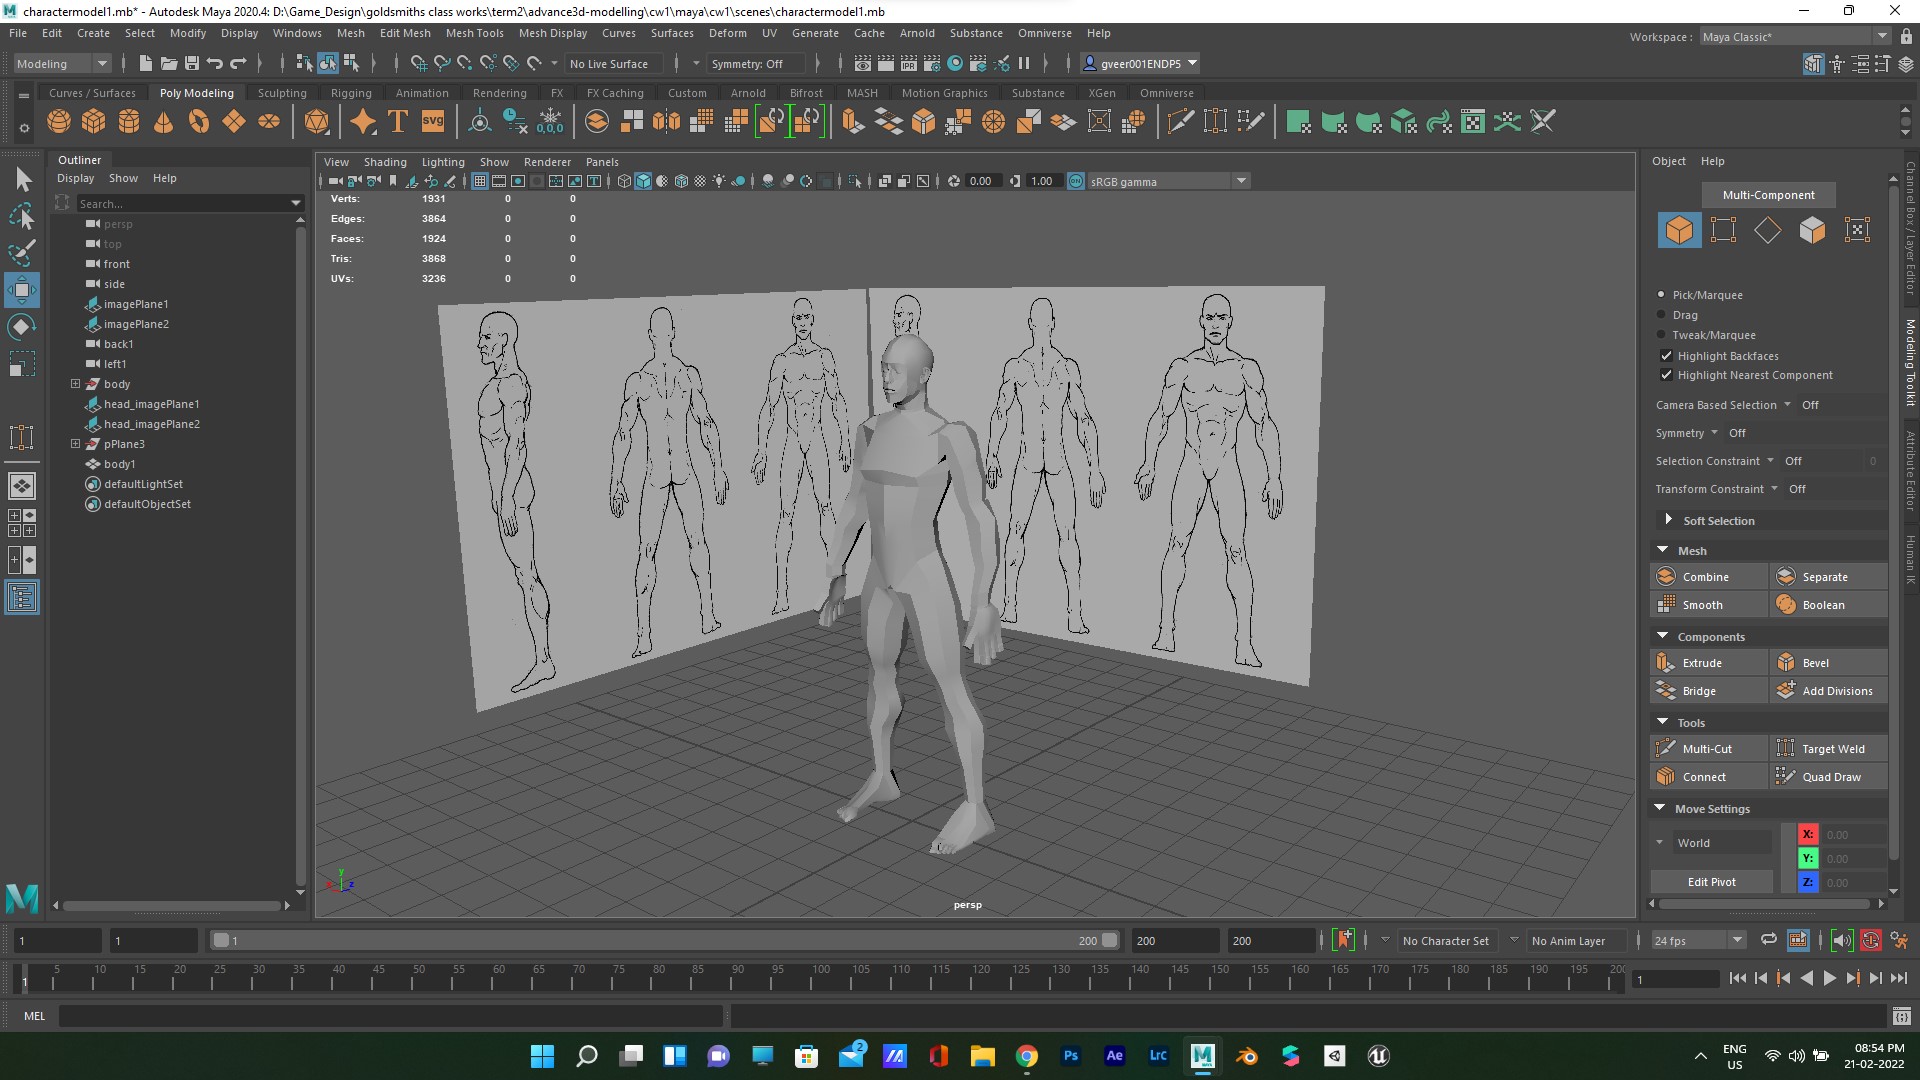 charactermodel1.mb* - Autodesk Maya 2020.4: D:\Game_Design\goldsmiths class works\term2\advance3d-modelling\cw1\maya\cw1\scenes\charactermodel1.mb
File Edit Create Select Modify Display Windows Mesh Edit Mesh Mesh Tools Mesh Display Curves Surfaces Deform UV Generate Cache Arnold Substance Omniverse Help
Workspace : Maya Classic*
Modeling No Live Surface Symmetry: Off IPR gveer001ENDP5
Curves / Surfaces Poly Modeling Sculpting Rigging Animation Rendering FX FX Caching Custom Arnold Bifrost MASH Motion Graphics Substance XGen Omniverse
T svg 0,0,0
Outliner
Display Show Help
Search...
persp
top
front
side
imagePlane1
imagePlane2
back1
left1
body
head_imagePlane1
head_imagePlane2
pPlane3
body1
defaultLightSet
defaultObjectSet
View Shading Lighting Show Renderer Panels
0.00 1.00 sRGB gamma
Verts: 1931 0 0
Edges: 3864 0 0
Faces: 1924 0 0
Tris: 3868 0 0
UVs: 3236 0 0
y
z
persp
Object Help
Multi-Component
Pick/Marquee
Drag
Tweak/Marquee
Highlight Backfaces
Highlight Nearest Component
Camera Based Selection Off
Symmetry Off
Selection Constraint Off 0
Transform Constraint Off
Soft Selection
Mesh
Combine Separate
Smooth Boolean
Components
Extrude Bevel
Bridge Add Divisions
Tools
Multi-Cut Target Weld
Connect Quad Draw
Move Settings
World
X: 0.00
Y: 0.00
Z: 0.00
Edit Pivot
Channel Box / Layer Editor
Modeling Toolkit
Attribute Editor
Human IK
1 1 1 200 200 200 No Character Set No Anim Layer 24 fps
1 5 10 15 20 25 30 35 40 45 50 55 60 65 70 75 80 85 90 95 100 105 110 115 120 125 130 135 140 145 150 155 160 165 170 175 180 185 190 195 1
MEL
2 Ps Ae Lrc ENG US
08:54 PM
21-02-2022